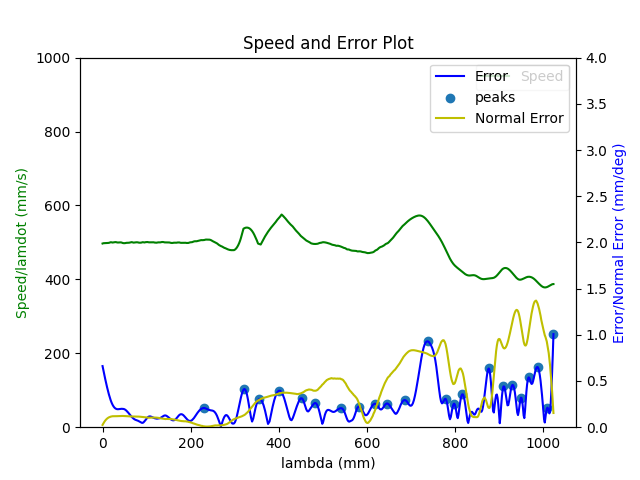 Speed and Error Plot
1000
800
600
400
200
0
Speed/lamdot (mm/s)
4.0
3.5
3.0
2.5
2.0
1.5
1.0
0.5
0.0
Error/Normal Error (mm/deg)
Speed
Error
peaks
Normal Error
0 200 400 600 800 1000
lambda (mm)